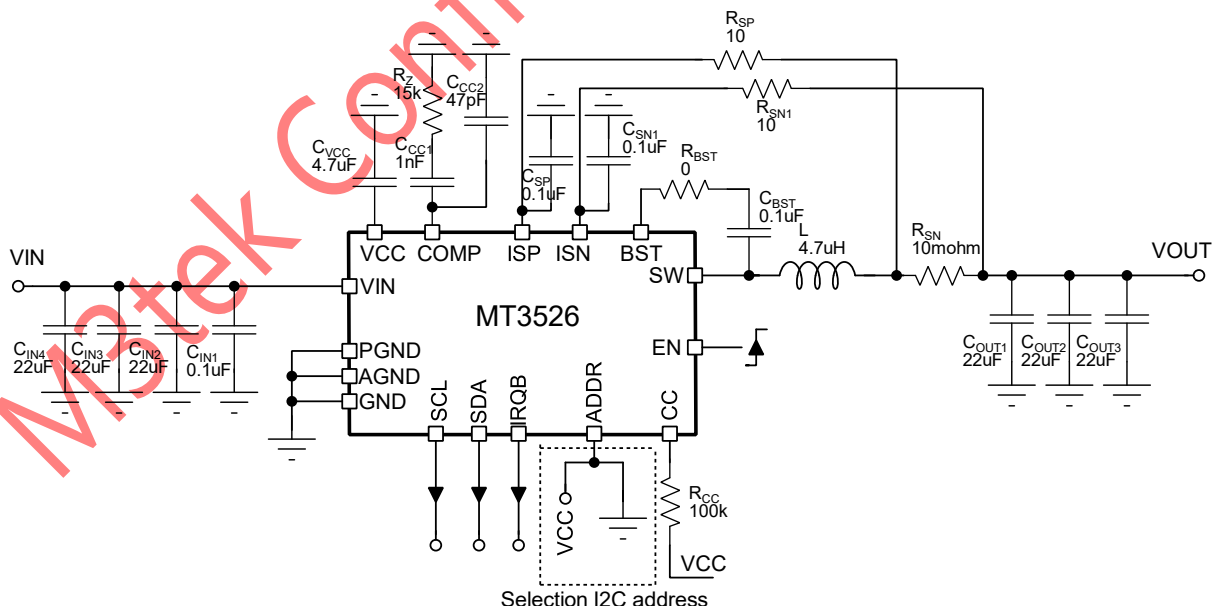 M3tek Conf
RSP
10
RSN1
10
RZ
15k
CCC2
47pF
CVCC
4.7uF
CCC1
1nF
CSP
0.1uF
CSN1
0.1uF
RBST
0
CBST
0.1uF
L
4.7uH
RSN
10mohm
VIN
VOUT
VCC
COMP
ISP
ISN
BST
VIN
SW
MT3526
EN
PGND
AGND
GND
SCL
SDA
IRQB
ADDR
CC
CIN4
22uF
CIN3
22uF
CIN2
22uF
CIN1
0.1uF
COUT1
22uF
COUT2
22uF
COUT3
22uF
VCC
RCC
100k
VCC
Selection I2C address